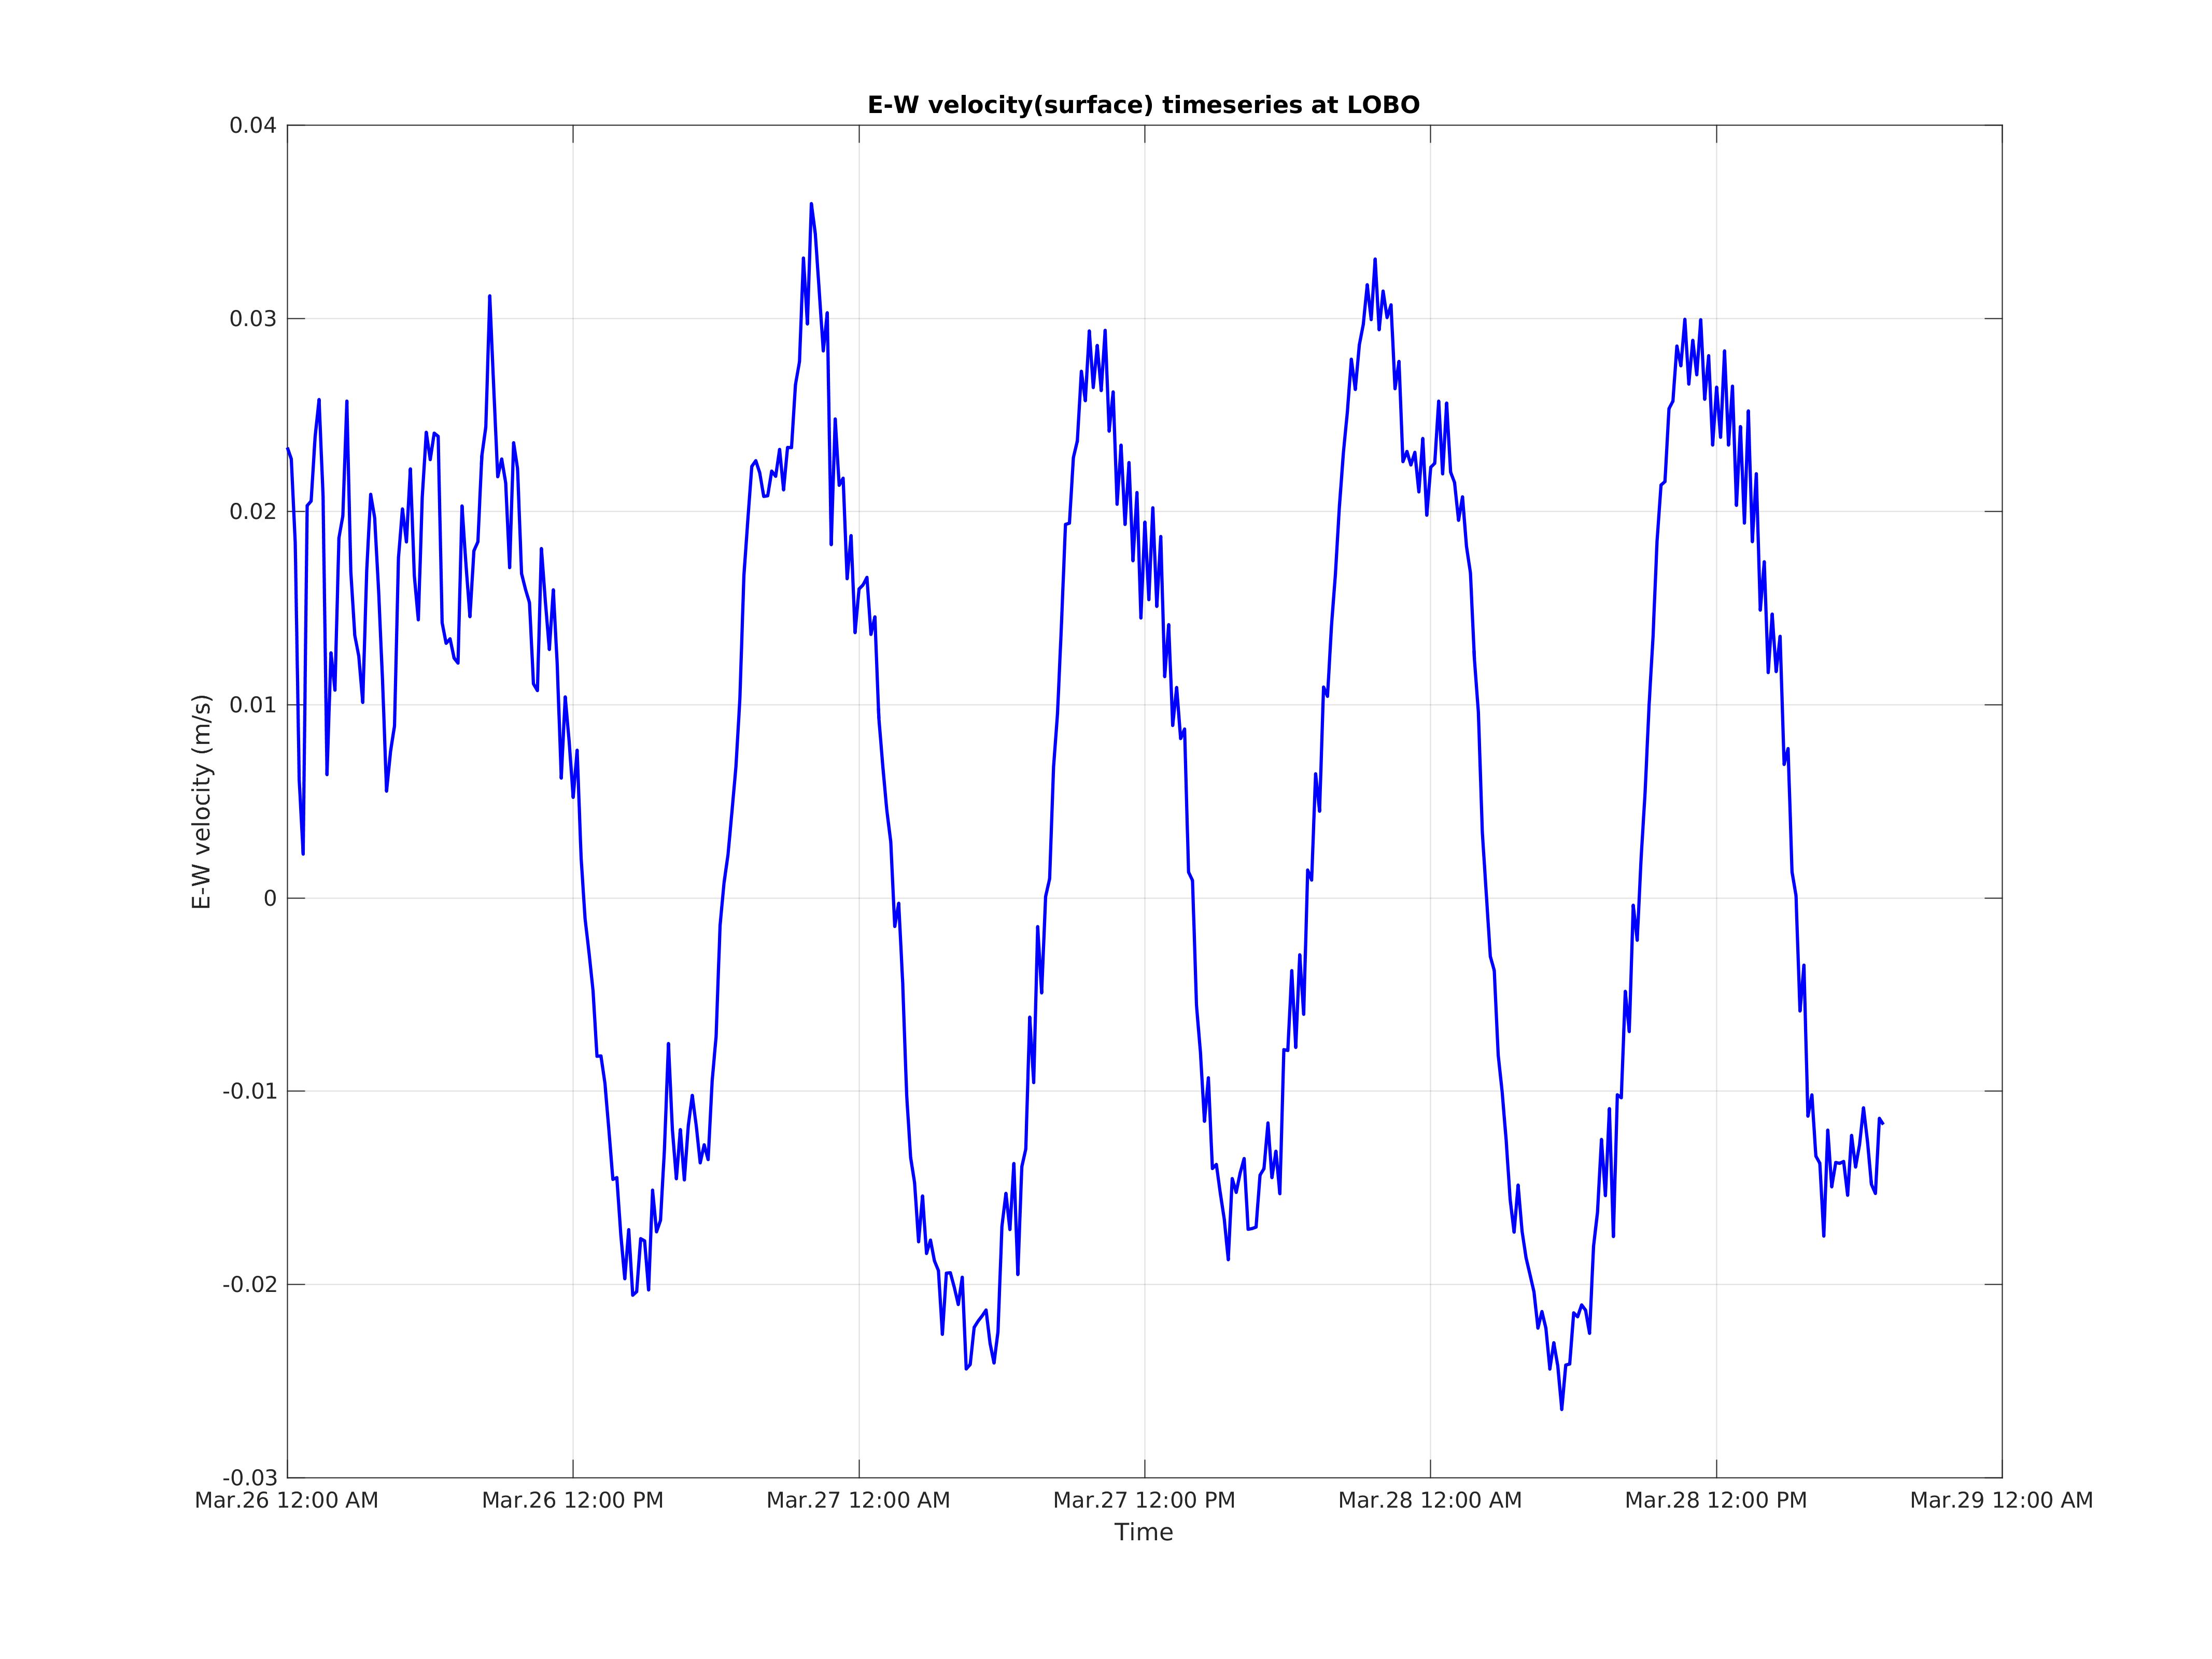 E-W velocity(surface) timeseries at LOBO
0.04
0.03
0.02
0.01
0
-0.01
-0.02
-0.03
E-W velocity (m/s)
Mar.26 12:00 AM Mar.26 12:00 PM Mar.27 12:00 AM Mar.27 12:00 PM Mar.28 12:00 AM Mar.28 12:00 PM Mar.29 12:00 AM
Time